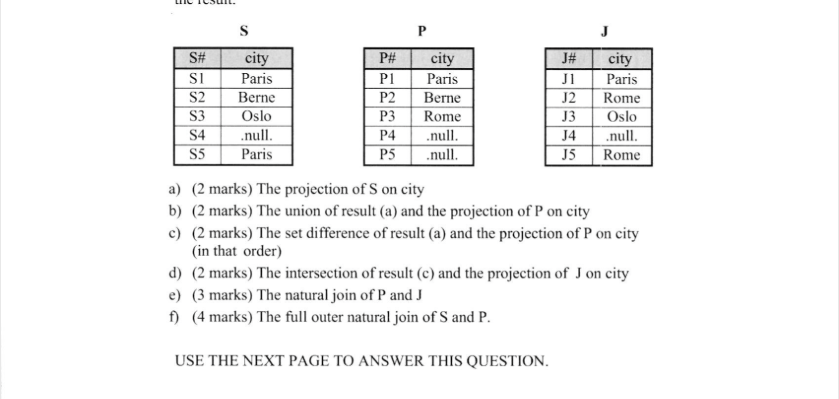 the result.
S P J
S# city P# city J# city
S1 Paris P1 Paris J1 Paris
S2 Berne P2 Berne J2 Rome
S3 Oslo P3 Rome J3 Oslo
S4 .null. P4 .null. J4 .null.
S5 Paris P5 .null. J5 Rome
a) (2 marks) The projection of S on city
b) (2 marks) The union of result (a) and the projection of P on city
c) (2 marks) The set difference of result (a) and the projection of P on city
(in that order)
d) (2 marks) The intersection of result (c) and the projection of J on city
e) (3 marks) The natural join of P and J
f) (4 marks) The full outer natural join of S and P.
USE THE NEXT PAGE TO ANSWER THIS QUESTION.